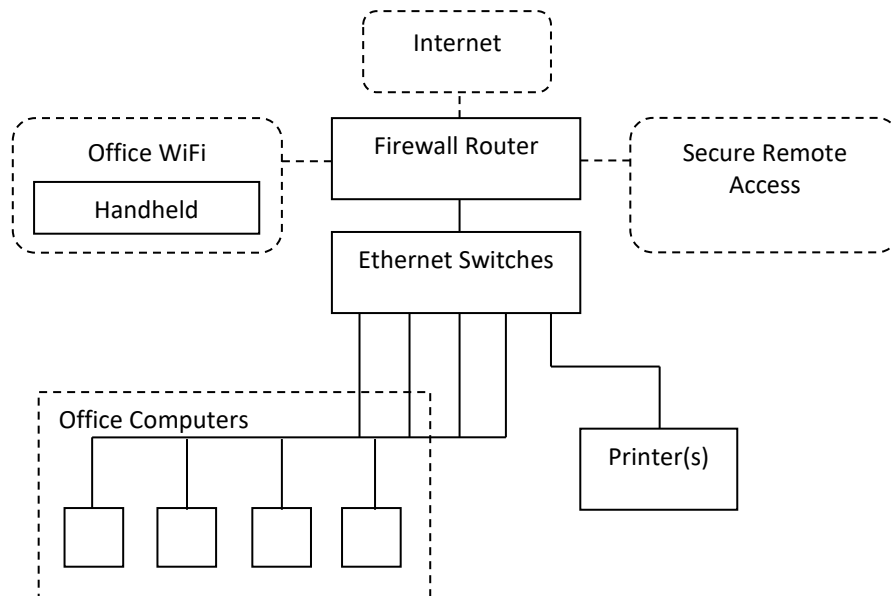 Internet
Office WiFi
Handheld
Firewall Router
Secure Remote
Access
Ethernet Switches
Office Computers
Printer(s)